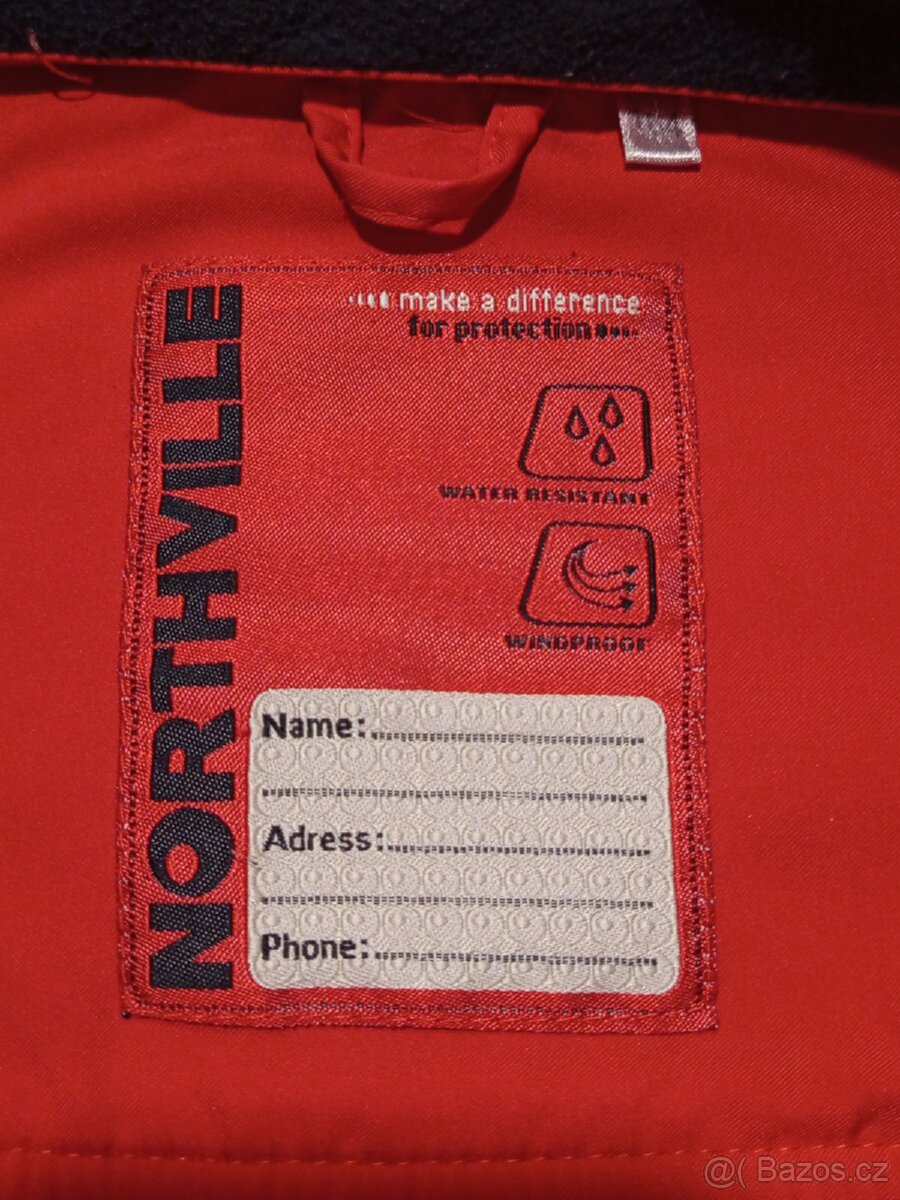 NORTHVILLE
make a difference
for protection
WATER RESISTANT
WINDPROOF
Name:
Adress:
Phone:
@( Bazos.cz